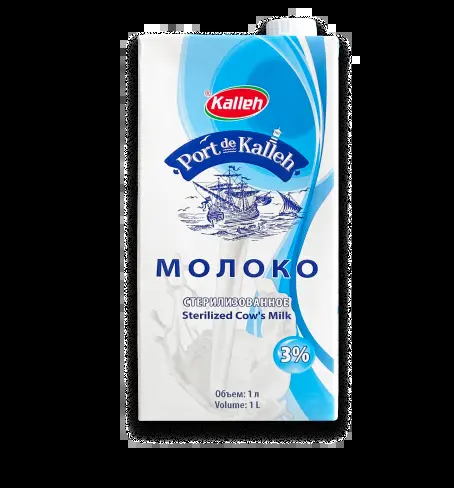 ® Kalleh
Port de Kalleh
МОЛОКО
СТЕРИЛИЗОВАННОЕ
Sterilized Cow's Milk
3%
Объем: 1 л
Volume: 1 L